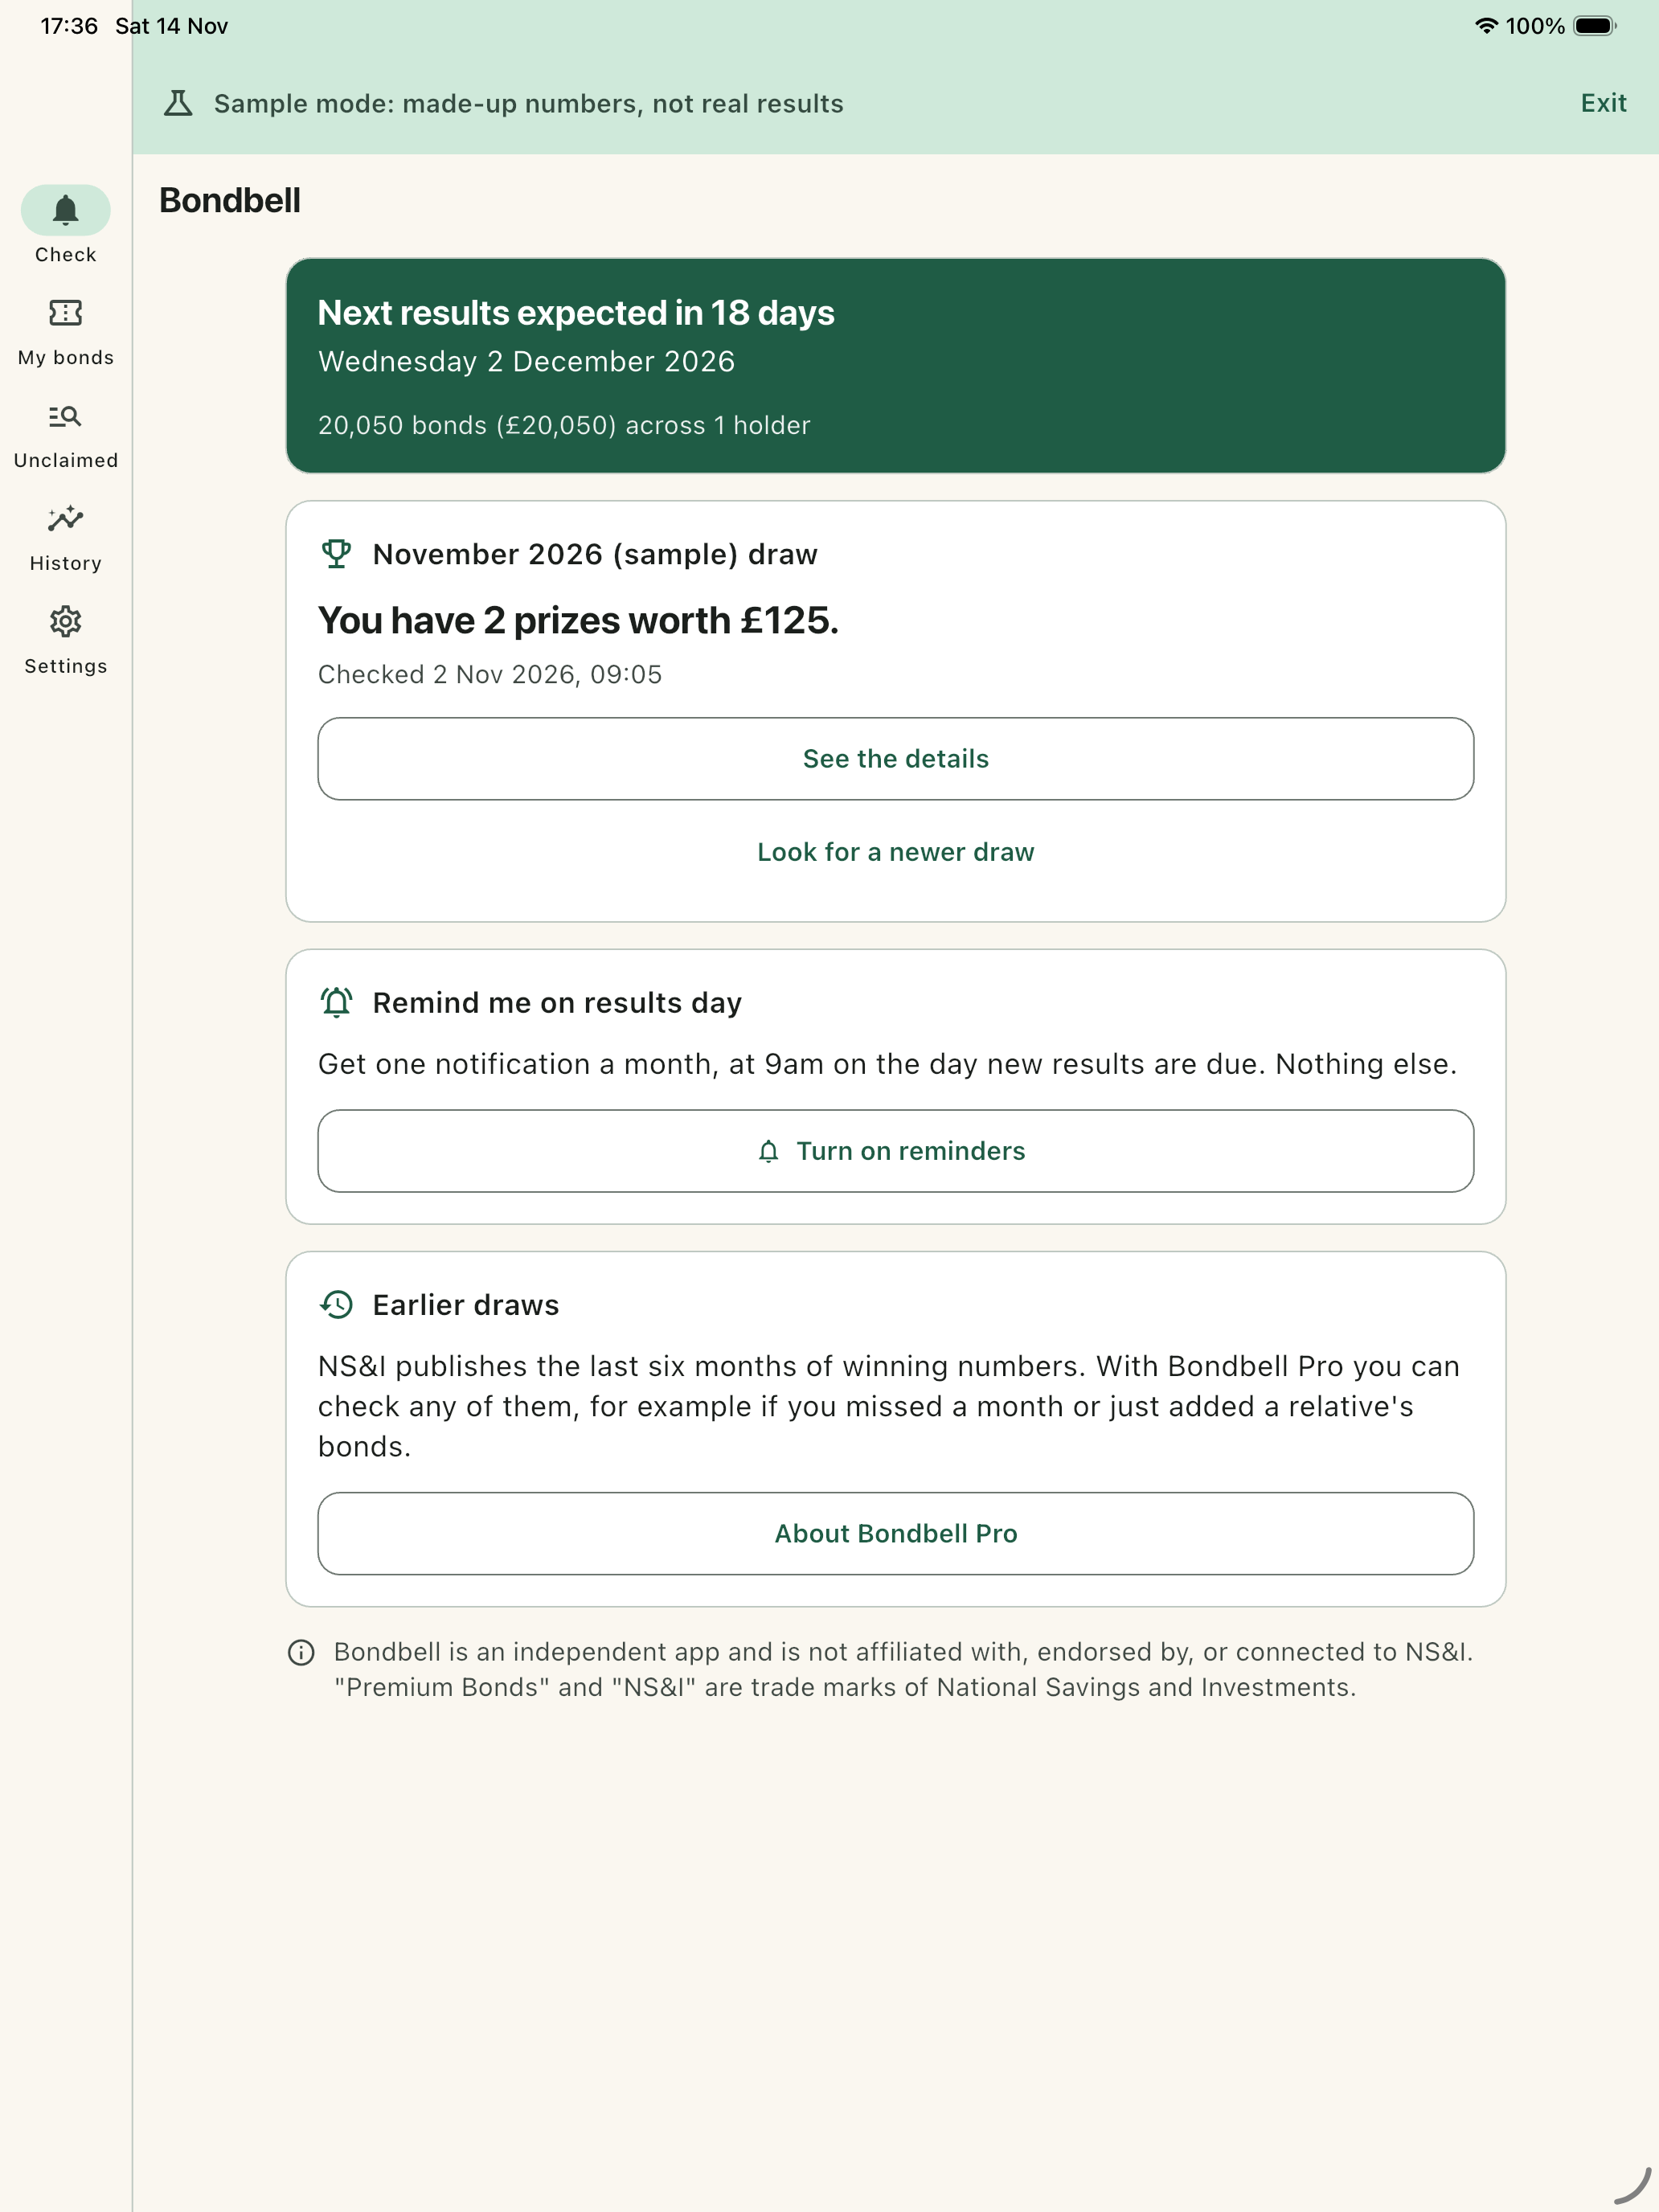 17:36 Sat 14 Nov
100%
Sample mode: made-up numbers, not real results
Exit
Bondbell
Check
My bonds
Unclaimed
History
Settings
Next results expected in 18 days
Wednesday 2 December 2026
20,050 bonds (£20,050) across 1 holder
November 2026 (sample) draw
You have 2 prizes worth £125.
Checked 2 Nov 2026, 09:05
See the details
Look for a newer draw
Remind me on results day
Get one notification a month, at 9am on the day new results are due. Nothing else.
Turn on reminders
Earlier draws
NS&I publishes the last six months of winning numbers. With Bondbell Pro you can
check any of them, for example if you missed a month or just added a relative's
bonds.
About Bondbell Pro
Bondbell is an independent app and is not affiliated with, endorsed by, or connected to NS&I.
"Premium Bonds" and "NS&I" are trade marks of National Savings and Investments.